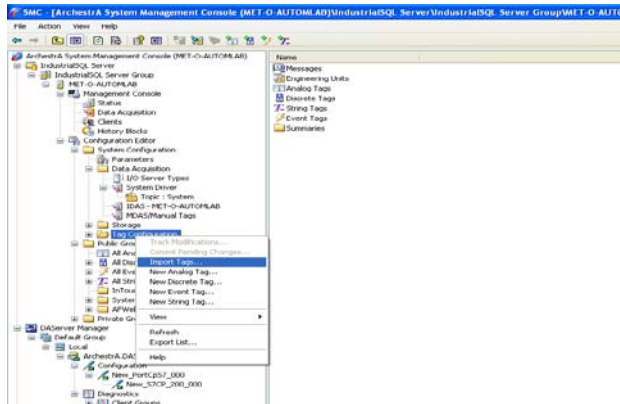 SMC - [ArchestrA System Management Console (MET-O-AUTOMLAB)\IndustrialSQL Server\IndustrialSQL Server Group\MET-O-AUTO
File Action View Help
ArchestrA System Management Console (MET-O-AUTOMLAB)
IndustrialSQL Server
IndustrialSQL Server Group
MET-O-AUTOMLAB
Management Console
Status
Data Acquisition
Clients
History Blocks
Configuration Editor
System Configuration
Parameters
Data Acquisition
I/O Server Types
System Driver
Topic : System
IDAS - MET-O-AUTOMLAB
MDAS/Manual Tags
Storage
Tag Configuration
Public Gro
All Ana
All Disc
All Eve
All Stri
InTouc
System
AFWeb
Private Gr
DAServer Manager
Default Group
Local
ArchestrA.DAS
Configuration
New_PortCpS7_000
New_S7CP_200_000
Diagnostics
Client Groups
Track Modifications...
Commit Pending Changes...
Import Tags...
New Analog Tag...
New Discrete Tag...
New Event Tag...
New String Tag...
View
Refresh
Export List...
Help
Name
Messages
Engineering Units
Analog Tags
Discrete Tags
String Tags
Event Tags
Summaries